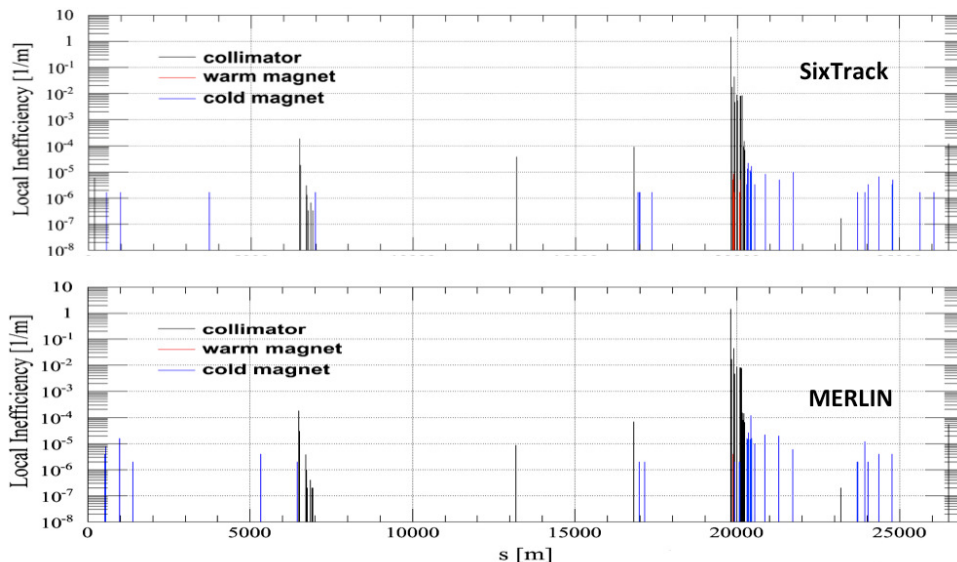 10
1
10⁻¹
10⁻²
10⁻³
10⁻⁴
10⁻⁵
10⁻⁶
10⁻⁷
10⁻⁸
Local Inefficiency [1/m]
collimator
warm magnet
cold magnet
SixTrack
10
1
10⁻¹
10⁻²
10⁻³
10⁻⁴
10⁻⁵
10⁻⁶
10⁻⁷
10⁻⁸
Local Inefficiency [1/m]
collimator
warm magnet
cold magnet
MERLIN
0 5000 10000 15000 20000 25000
s [m]